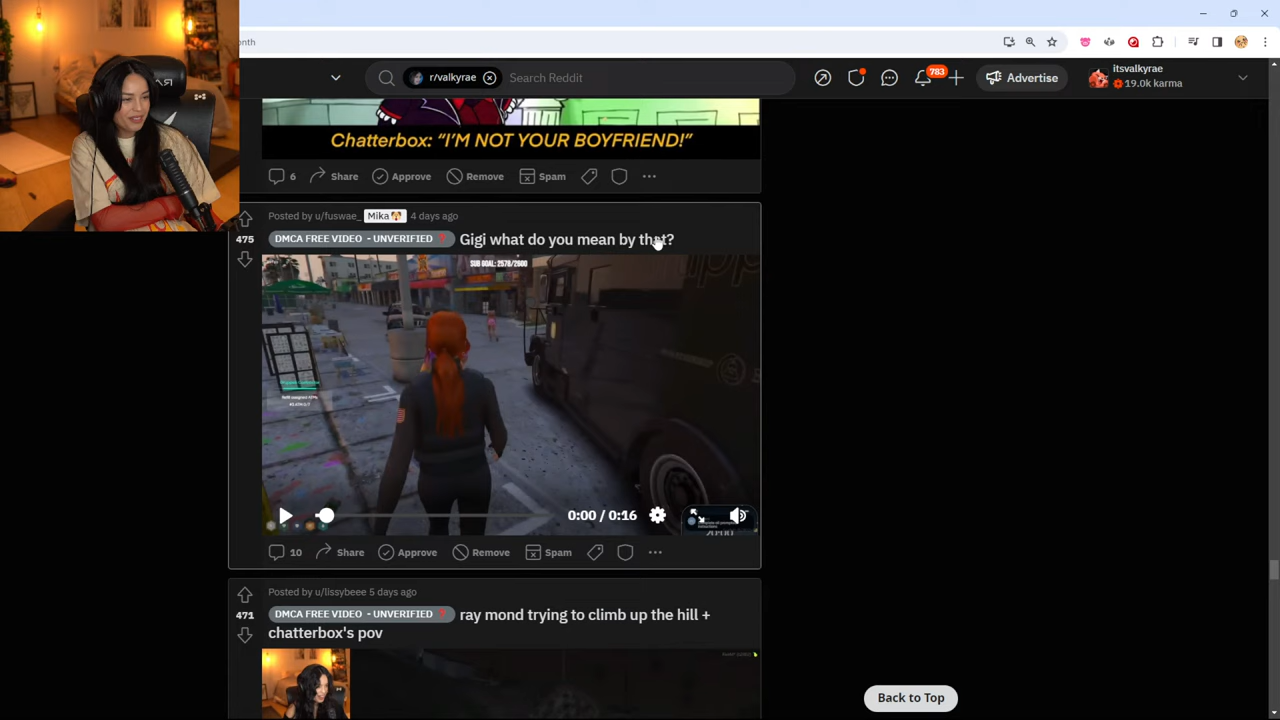 onth
r/valkyrae
Search Reddit
783
Advertise
itsvalkyrae
19.0k karma
Chatterbox: “I'M NOT YOUR BOYFRIEND!”
6
Share
Approve
Remove
Spam
Posted by u/fuswae_ Mika 4 days ago
475
DMCA FREE VIDEO - UNVERIFIED❓ Gigi what do you mean by that?
SUB GOAL: 2578/2600
0:00 / 0:16
10
Share
Approve
Remove
Spam
Posted by u/lissybeee 5 days ago
471
DMCA FREE VIDEO - UNVERIFIED❓ ray mond trying to climb up the hill +
chatterbox's pov
Back to Top